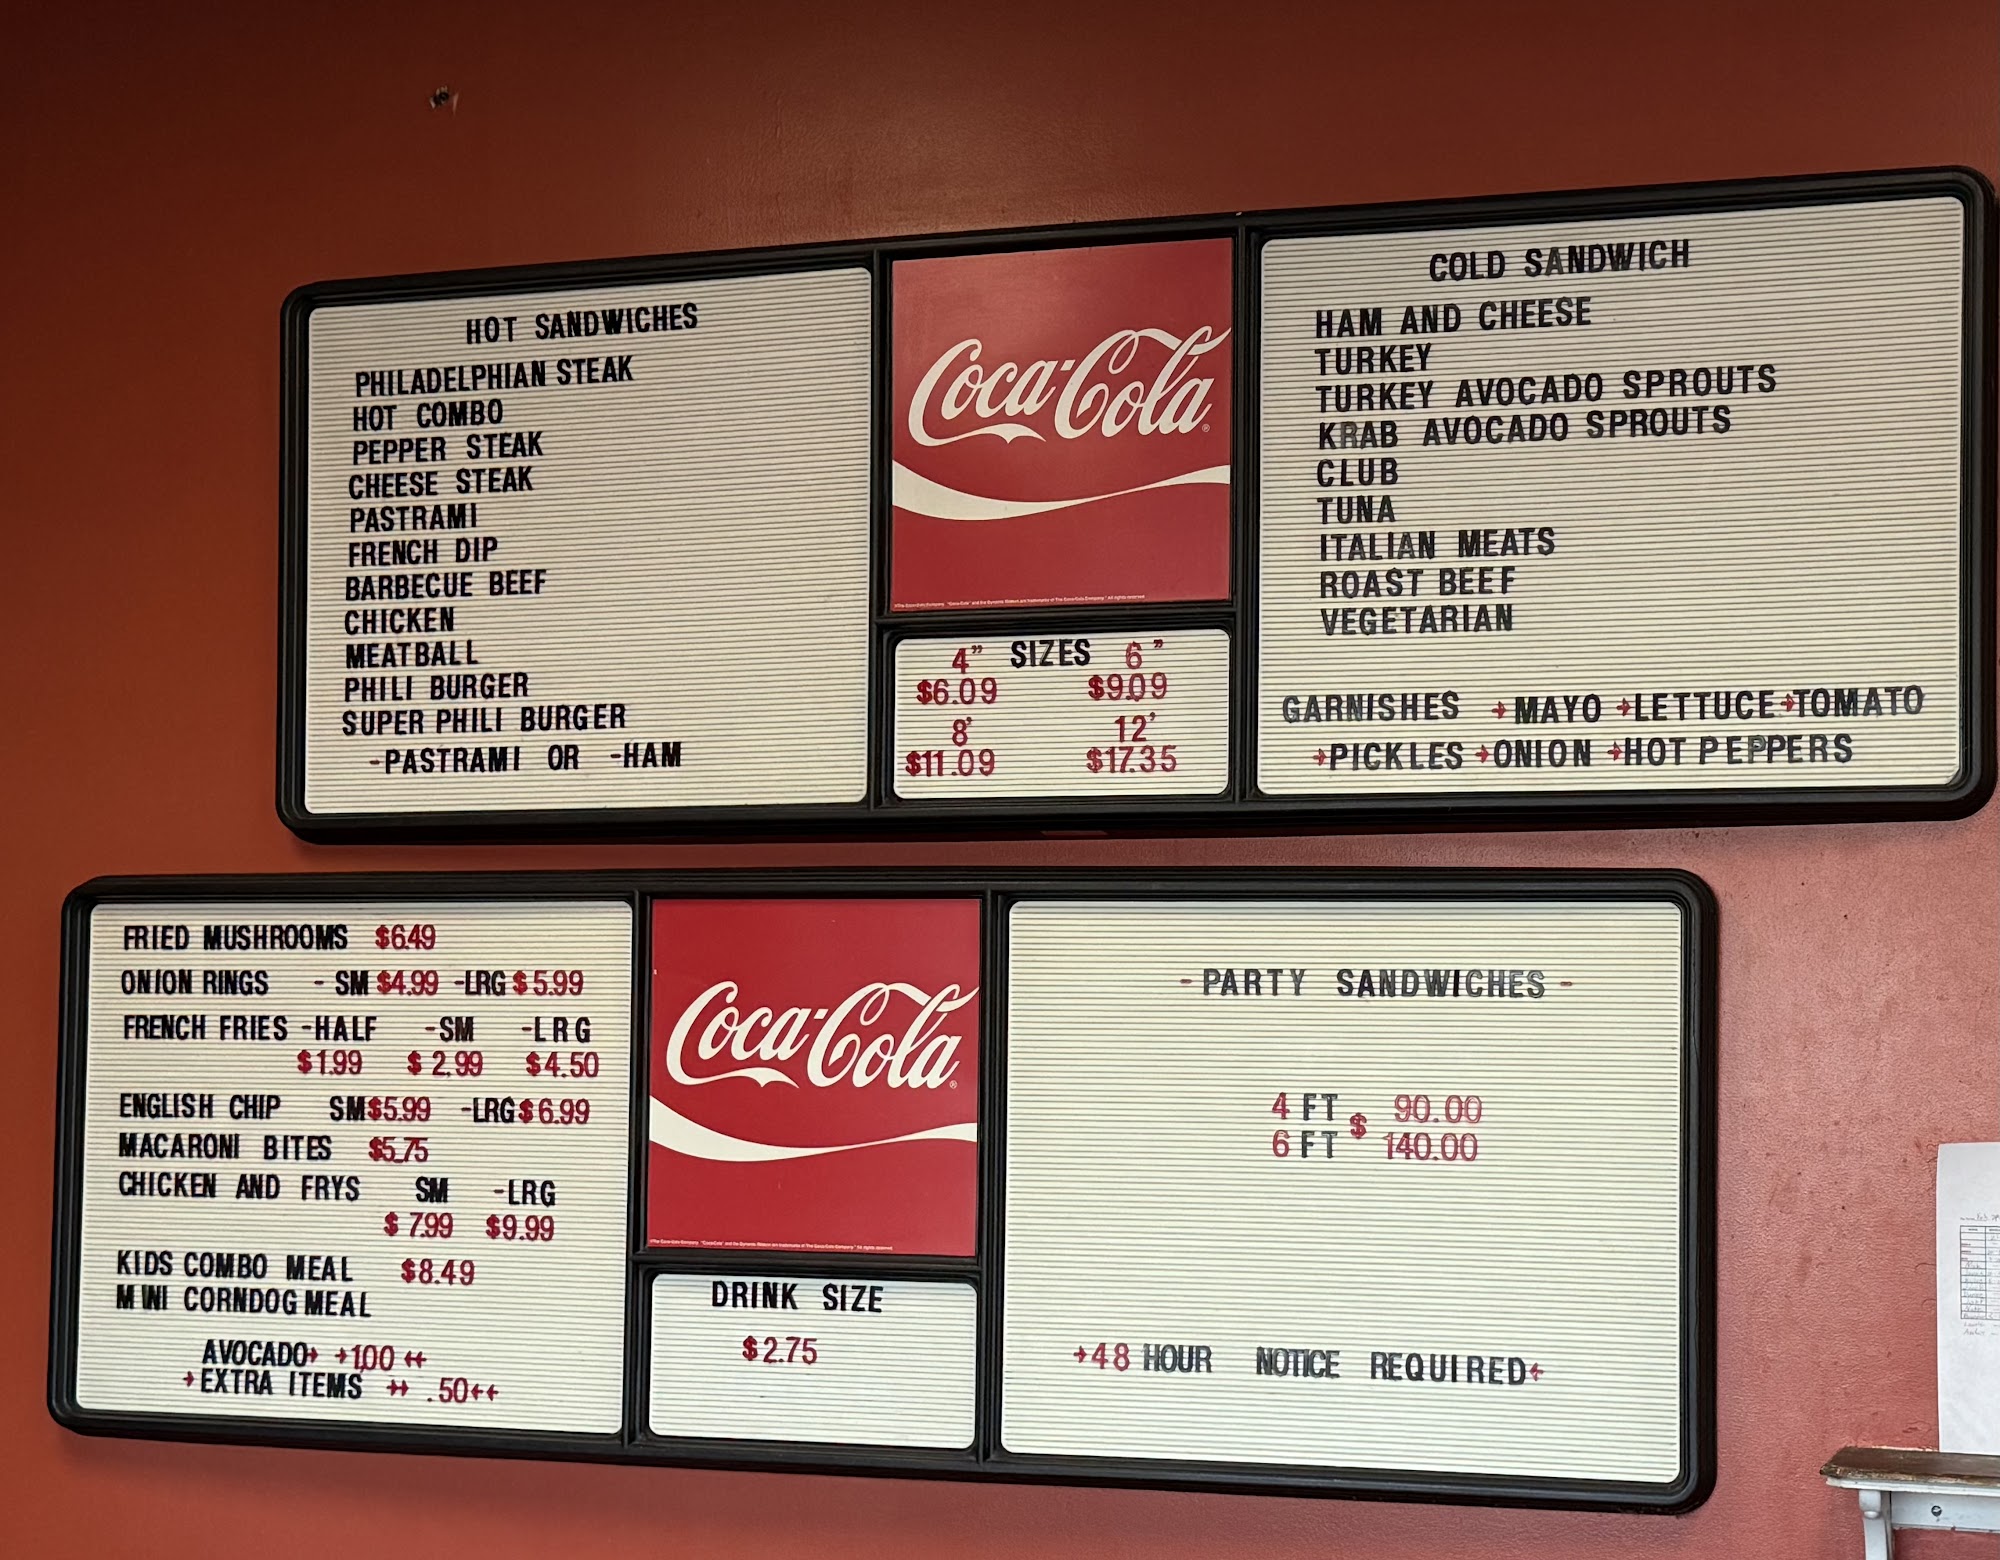 HOT SANDWICHES
PHILADELPHIAN STEAK
HOT COMBO
PEPPER STEAK
CHEESE STEAK
PASTRAMI
FRENCH DIP
BARBECUE BEEF
CHICKEN
MEATBALL
PHILI BURGER
SUPER PHILI BURGER
-PASTRAMI OR -HAM
Coca-Cola
4" SIZES 6"
$6.09 $9.09
8' 12'
$11.09 $17.35
COLD SANDWICH
HAM AND CHEESE
TURKEY
TURKEY AVOCADO SPROUTS
KRAB AVOCADO SPROUTS
CLUB
TUNA
ITALIAN MEATS
ROAST BEEF
VEGETARIAN
GARNISHES →MAYO →LETTUCE→TOMATO
→PICKLES →ONION →HOT PEPPERS
FRIED MUSHROOMS $6.49
ONION RINGS - SM $4.99 -LRG $5.99
FRENCH FRIES -HALF -SM -LRG
$1.99 $2.99 $4.50
ENGLISH CHIP SM$5.99 -LRG$6.99
MACARONI BITES $5.75
CHICKEN AND FRYS SM -LRG
$7.99 $9.99
KIDS COMBO MEAL $8.49
MINI CORNDOG MEAL
AVOCADO→ →1.00 ←←
→EXTRA ITEMS →→ .50←←
Coca-Cola
DRINK SIZE
$2.75
-PARTY SANDWICHES-
4 FT $ 90.00
6 FT 140.00
→48 HOUR NOTICE REQUIRED←